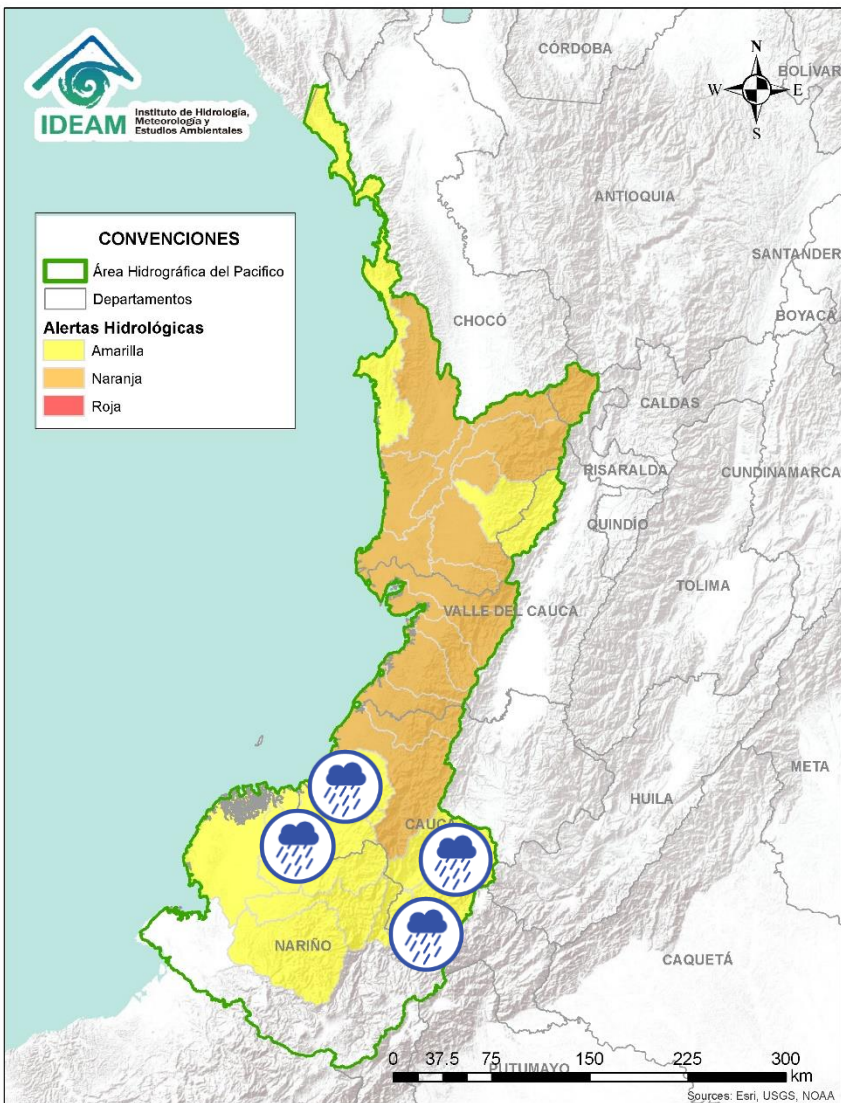 IDEAM
Instituto de Hidrología,
Meteorología y
Estudios Ambientales
CÓRDOBA
BOLÍVAR
N
W
E
S
ANTIOQUIA
SANTANDER
BOYACA
CHOCÓ
CALDAS
RISARALDA
CUNDINAMARCA
QUINDÍO
TOLIMA
VALLE DEL CAUCA
META
HUILA
CAUCA
NARIÑO
CAQUETÁ
PUTUMAYO
CONVENCIONES
Área Hidrográfica del Pacifico
Departamentos
Alertas Hidrológicas
Amarilla
Naranja
Roja
0 37.5 75 150 225 300
km
Sources: Esri, USGS, NOAA